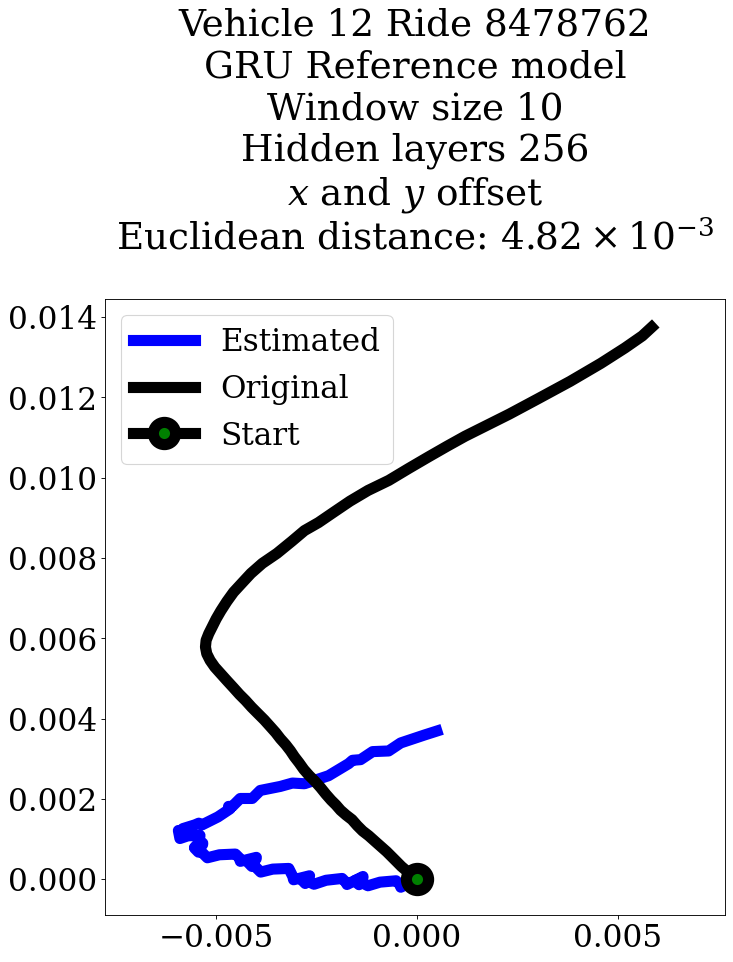 Vehicle 12 Ride 8478762
GRU Reference model
Window size 10
Hidden layers 256
x and y offset
Euclidean distance: 4.82 × 10⁻³
0.014
0.012
0.010
0.008
0.006
0.004
0.002
0.000
Estimated
Original
Start
−0.005
0.000
0.005